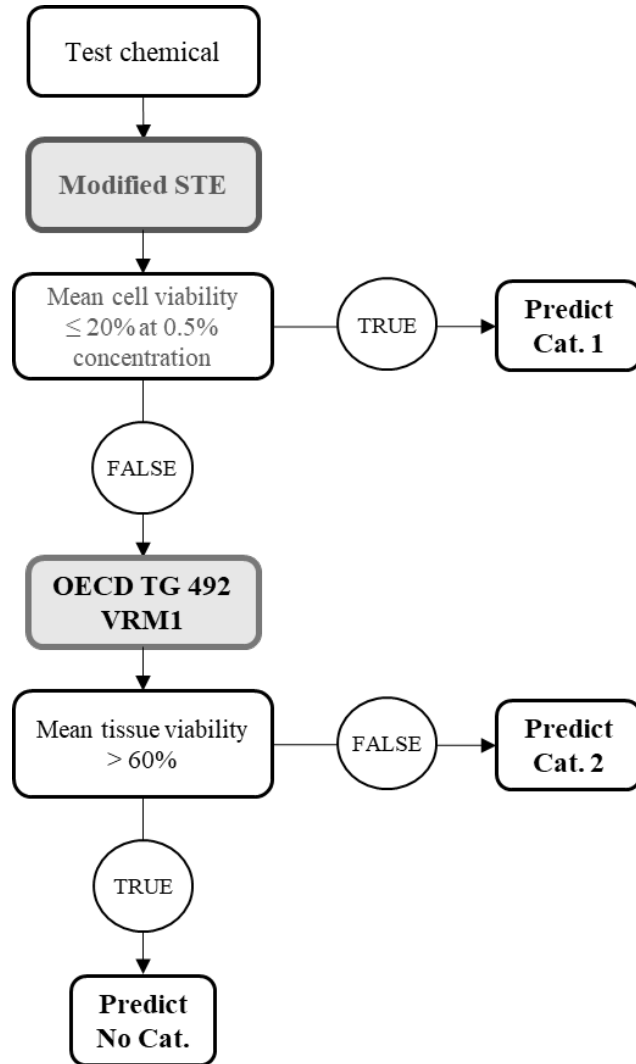 Test chemical
Modified STE
Mean cell viability
≤ 20% at 0.5%
concentration
TRUE
Predict
Cat. 1
FALSE
OECD TG 492
VRM1
Mean tissue viability
> 60%
FALSE
Predict
Cat. 2
TRUE
Predict
No Cat.